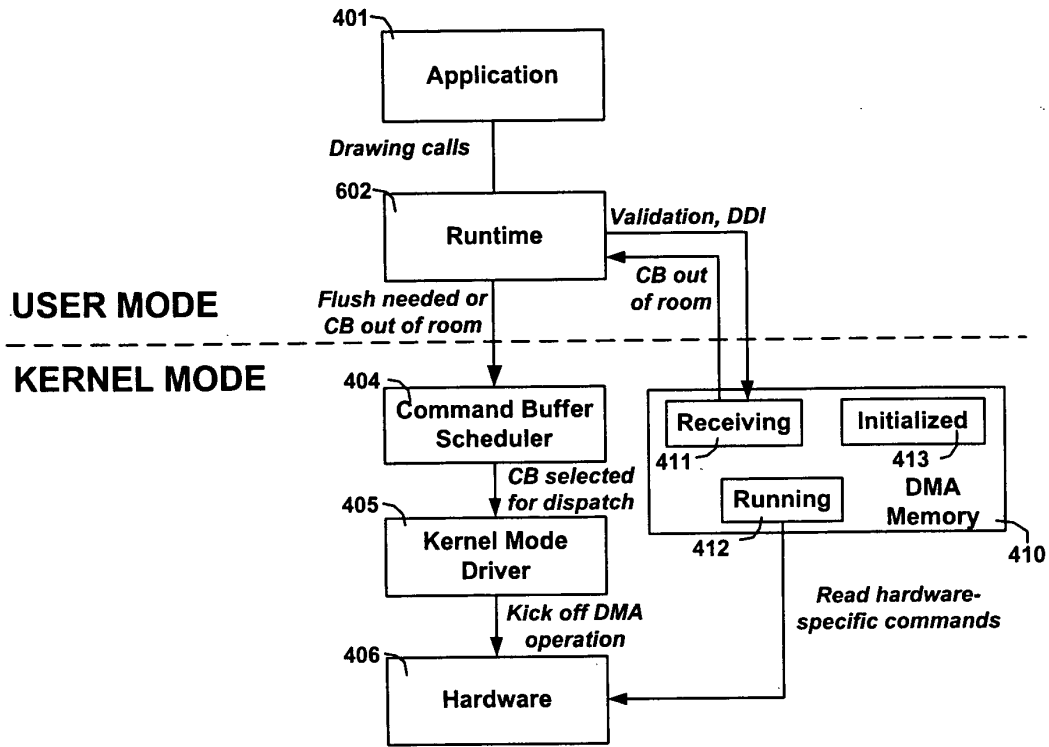 401
Application
Drawing calls
602
Runtime
Validation, DDI
CB out
of room
USER MODE
Flush needed or
CB out of room
KERNEL MODE
404
Command Buffer
Scheduler
Receiving
411
Initialized
413
DMA
Memory
Running
412
410
CB selected
for dispatch
405
Kernel Mode
Driver
Kick off DMA
operation
Read hardware-
specific commands
406
Hardware